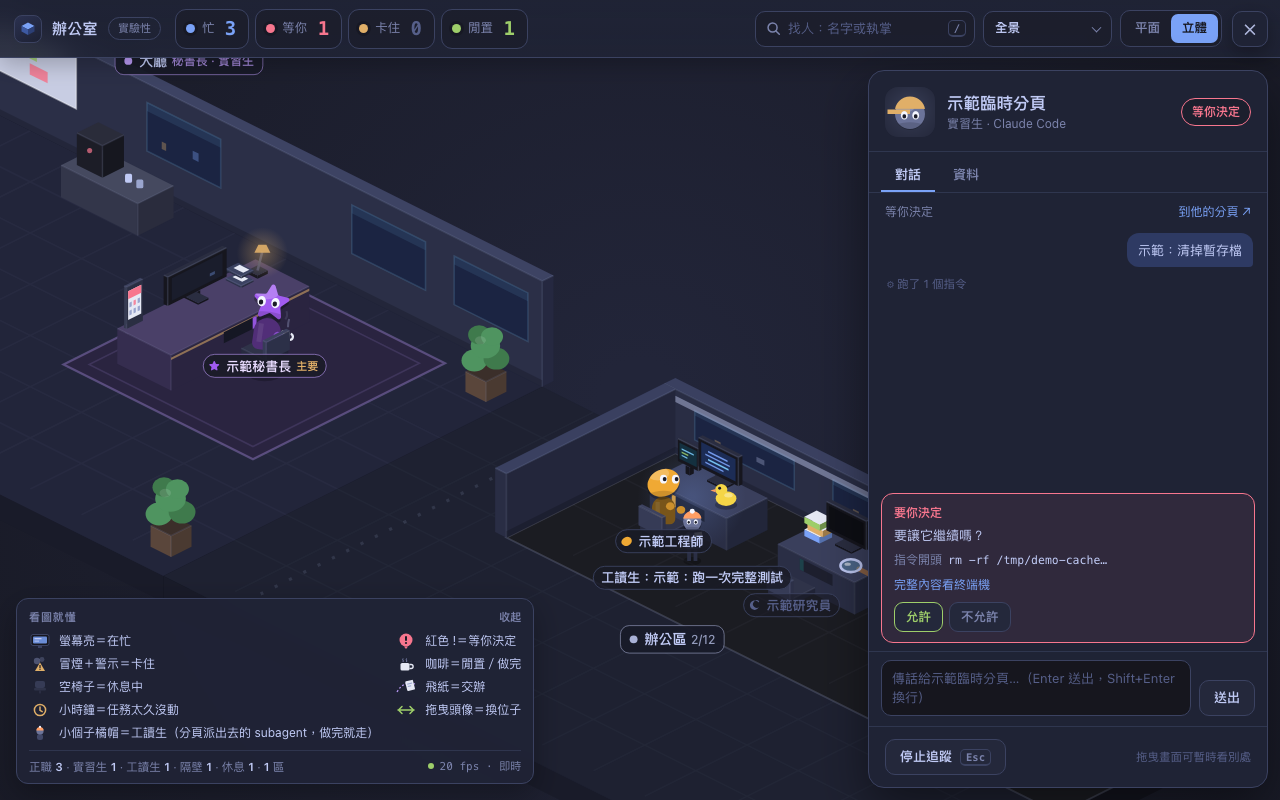 辦公室
實驗性
忙 3
等你 1
卡住 0
閒置 1
找人：名字或執掌
/
全景
平面
立體
大廳 秘書長 · 實習生
示範秘書長 主要
示範工程師
工讀生：示範：跑一次完整測試
示範研究員
辦公區 2/12
看圖就懂
收起
螢幕亮＝在忙
紅色 !＝等你決定
冒煙＋警示＝卡住
咖啡＝閒置 / 做完
空椅子＝休息中
飛紙＝交辦
小時鐘＝任務太久沒動
拖曳頭像＝換位子
小個子橘帽＝工讀生（分頁派出去的 subagent，做完就走）
正職 3 · 實習生 1 · 工讀生 1 · 隔壁 1 · 休息 1 · 1 區
20 fps · 即時
示範臨時分頁
實習生 · Claude Code
等你決定
對話
資料
等你決定
到他的分頁 ↗
示範：清掉暫存檔
跑了 1 個指令
要你決定
要讓它繼續嗎？
指令開頭 rm -rf /tmp/demo-cache…
完整內容看終端機
允許
不允許
傳話給示範臨時分頁…（Enter 送出，Shift+Enter
換行）
送出
停止追蹤 Esc
拖曳畫面可暫時看別處